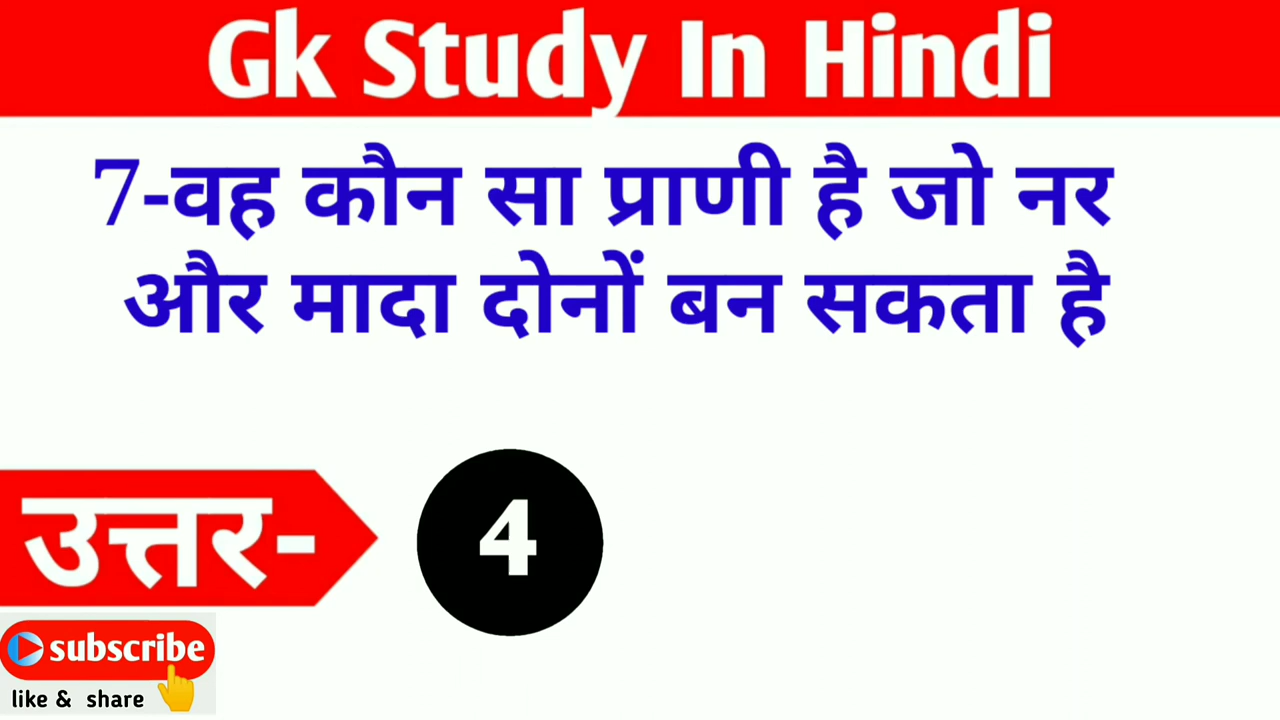 Gk Study In Hindi
7-वह कौन सा प्राणी है जो नर
और मादा दोनों बन सकता है
उत्तर-
4
subscribe
like & share